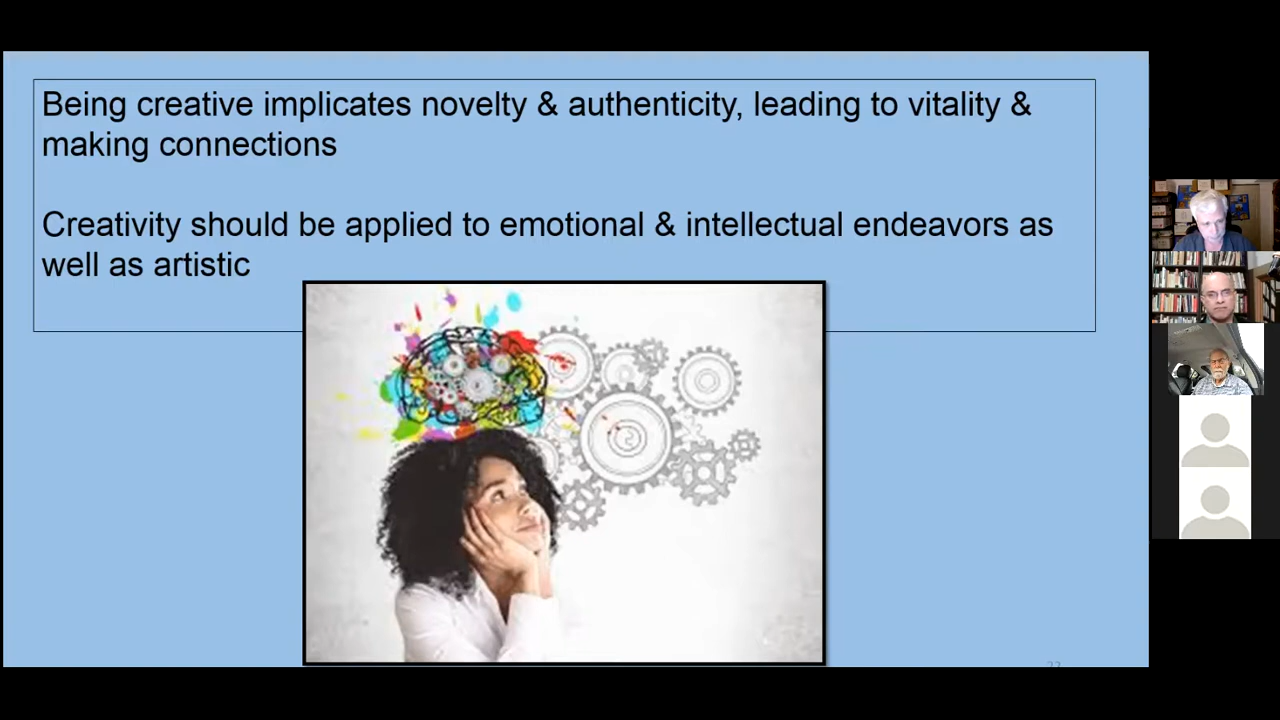 Being creative implicates novelty & authenticity, leading to vitality &
making connections
Creativity should be applied to emotional & intellectual endeavors as
well as artistic